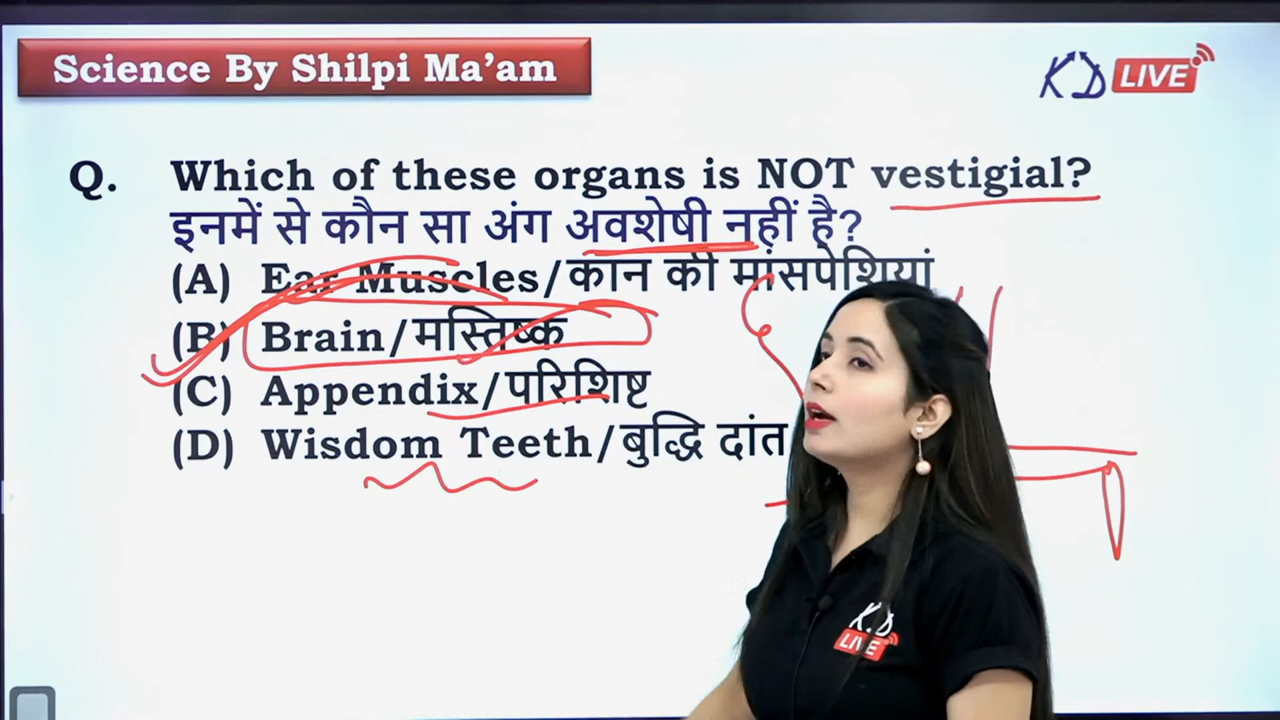 Science By Shilpi Ma'am
KD LIVE
Q. Which of these organs is NOT vestigial?
इनमें से कौन सा अंग अवशेषी नहीं है?
(A) Ear Muscles/कान की मांसपेशियां
(B) Brain/मस्तिष्क
(C) Appendix/परिशिष्ट
(D) Wisdom Teeth/बुद्धि दांत
KD
LIVE